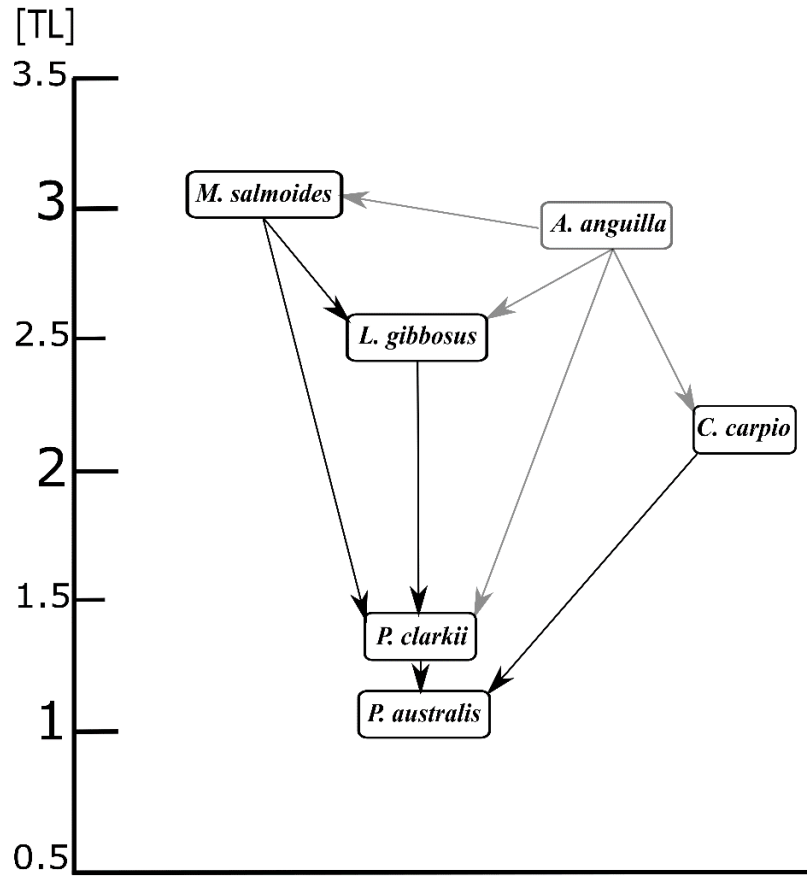 [TL]
3.5
M. salmoides
3
A. anguilla
2.5
L. gibbosus
C. carpio
2
1.5
P. clarkii
P. australis
1
0.5